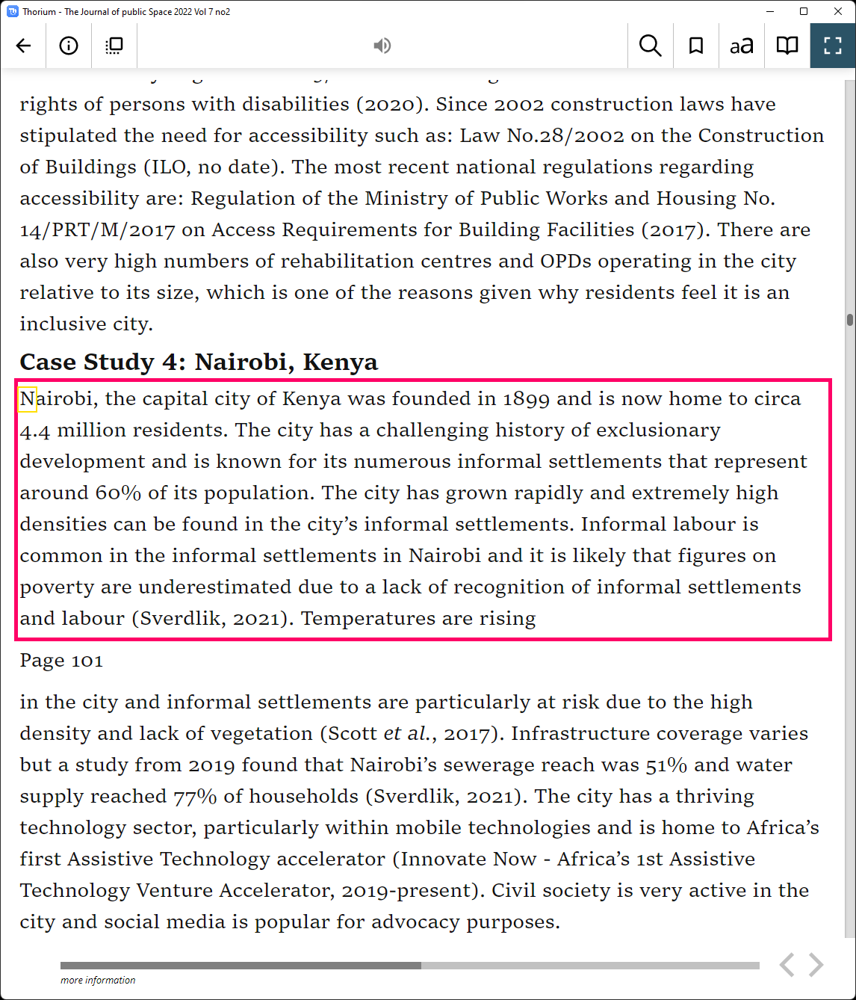 Thorium - The Journal of public Space 2022 Vol 7 no2
aa
rights of persons with disabilities (2020). Since 2002 construction laws have
stipulated the need for accessibility such as: Law No.28/2002 on the Construction
of Buildings (ILO, no date). The most recent national regulations regarding
accessibility are: Regulation of the Ministry of Public Works and Housing No.
14/PRT/M/2017 on Access Requirements for Building Facilities (2017). There are
also very high numbers of rehabilitation centres and OPDs operating in the city
relative to its size, which is one of the reasons given why residents feel it is an
inclusive city.
Case Study 4: Nairobi, Kenya
Nairobi, the capital city of Kenya was founded in 1899 and is now home to circa
4.4 million residents. The city has a challenging history of exclusionary
development and is known for its numerous informal settlements that represent
around 60% of its population. The city has grown rapidly and extremely high
densities can be found in the city’s informal settlements. Informal labour is
common in the informal settlements in Nairobi and it is likely that figures on
poverty are underestimated due to a lack of recognition of informal settlements
and labour (Sverdlik, 2021). Temperatures are rising
Page 101
in the city and informal settlements are particularly at risk due to the high
density and lack of vegetation (Scott et al., 2017). Infrastructure coverage varies
but a study from 2019 found that Nairobi’s sewerage reach was 51% and water
supply reached 77% of households (Sverdlik, 2021). The city has a thriving
technology sector, particularly within mobile technologies and is home to Africa’s
first Assistive Technology accelerator (Innovate Now - Africa’s 1st Assistive
Technology Venture Accelerator, 2019-present). Civil society is very active in the
city and social media is popular for advocacy purposes.
more information